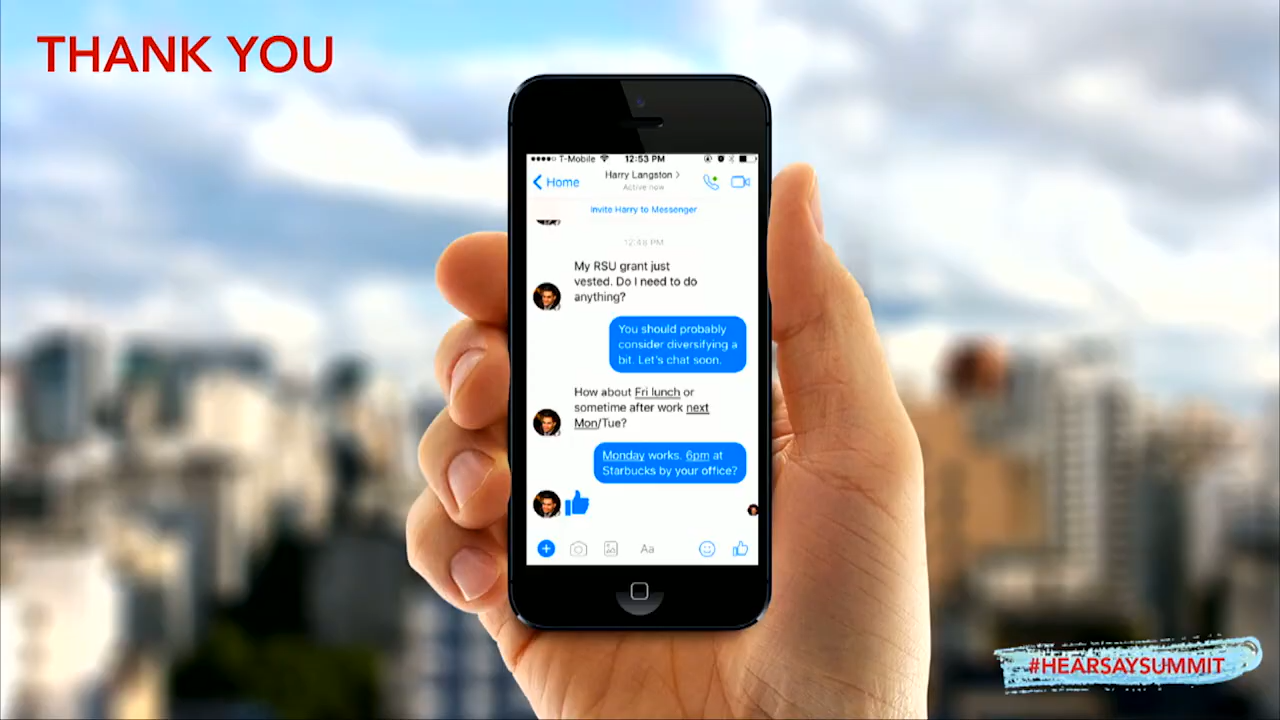 THANK YOU
T-Mobile 12:53 PM
Home
Harry Langston >
Active now
Invite Harry to Messenger
12:48 PM
My RSU grant just
vested. Do I need to do
anything?
You should probably
consider diversifying a
bit. Let's chat soon.
How about Fri lunch or
sometime after work next
Mon/Tue?
Monday works. 6pm at
Starbucks by your office?
Aa
#HEARSAYSUMMIT